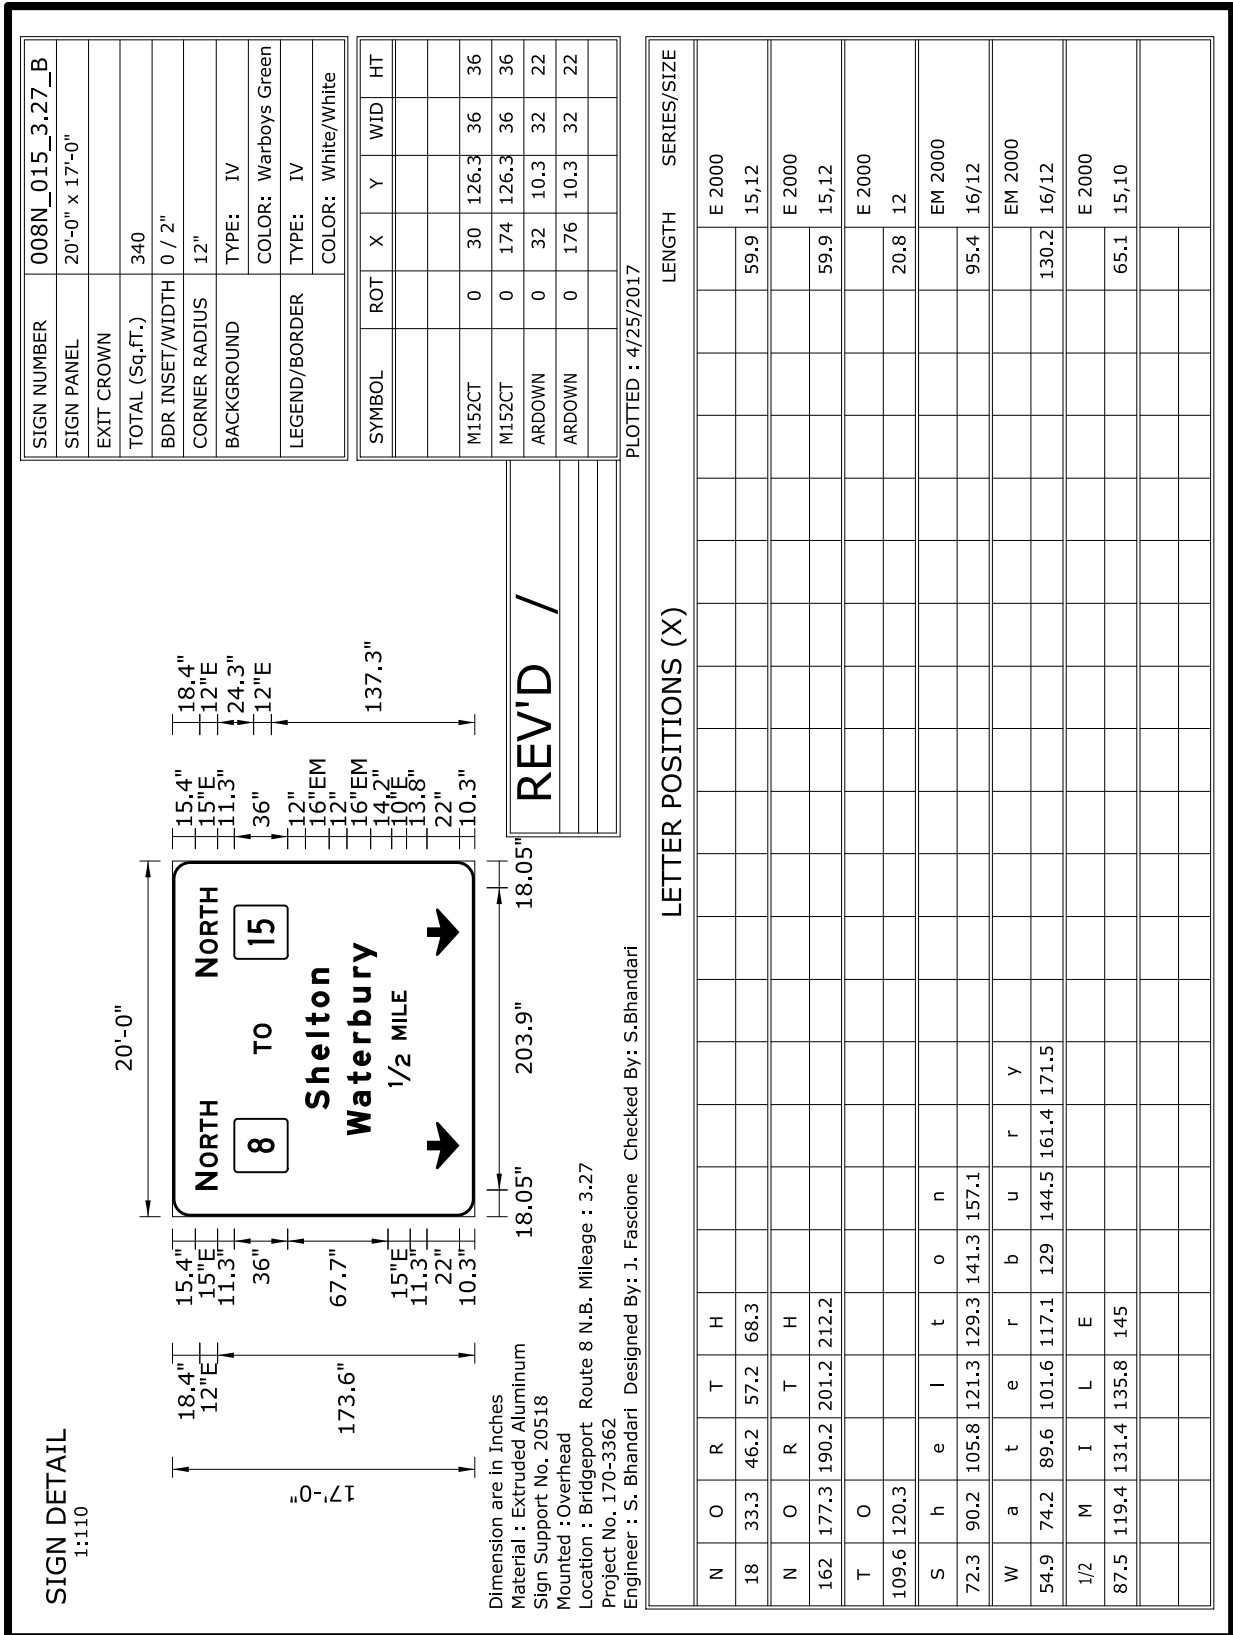 SIGN DETAIL
1:110
20'-0"
17'-0"
18.4"
12"E
173.6"
15.4"
15"E
11.3"
36"
67.7"
15"E
11.3"
22"
10.3"
NORTH NORTH
8 TO 15
Shelton
Waterbury
1/2 MILE
15.4"
15"E
11.3"
36"
12"
16"EM
12"
16"EM
14.2"
10"E
13.8"
22"
10.3"
18.4"
12"E
24.3"
12"E
137.3"
18.05" 203.9" 18.05"
Dimension are in Inches
Material : Extruded Aluminum
Sign Support No. 20518
Mounted :Overhead
Location : Bridgeport Route 8 N.B. Mileage : 3.27
Project No. 170-3362
Engineer : S. Bhandari Designed By: J. Fascione Checked By: S.Bhandari
REV'D /
SIGN NUMBER 008N_015_3.27_B
SIGN PANEL 20'-0" x 17'-0"
EXIT CROWN
TOTAL (Sq.fT.) 340
BDR INSET/WIDTH 0 / 2"
CORNER RADIUS 12"
BACKGROUND TYPE: IV
COLOR: Warboys Green
LEGEND/BORDER TYPE: IV
COLOR: White/White
SYMBOL ROT X Y WID HT
M152CT 0 30 126.3 36 36
M152CT 0 174 126.3 36 36
ARDOWN 0 32 10.3 32 22
ARDOWN 0 176 10.3 32 22
PLOTTED : 4/25/2017
LETTER POSITIONS (X) LENGTH SERIES/SIZE
N O R T H E 2000
18 33.3 46.2 57.2 68.3 59.9 15,12
N O R T H E 2000
162 177.3 190.2 201.2 212.2 59.9 15,12
T O E 2000
109.6 120.3 20.8 12
S h e l t o n EM 2000
72.3 90.2 105.8 121.3 129.3 141.3 157.1 95.4 16/12
W a t e r b u r y EM 2000
54.9 74.2 89.6 101.6 117.1 129 144.5 161.4 171.5 130.2 16/12
1/2 M I L E E 2000
87.5 119.4 131.4 135.8 145 65.1 15,10